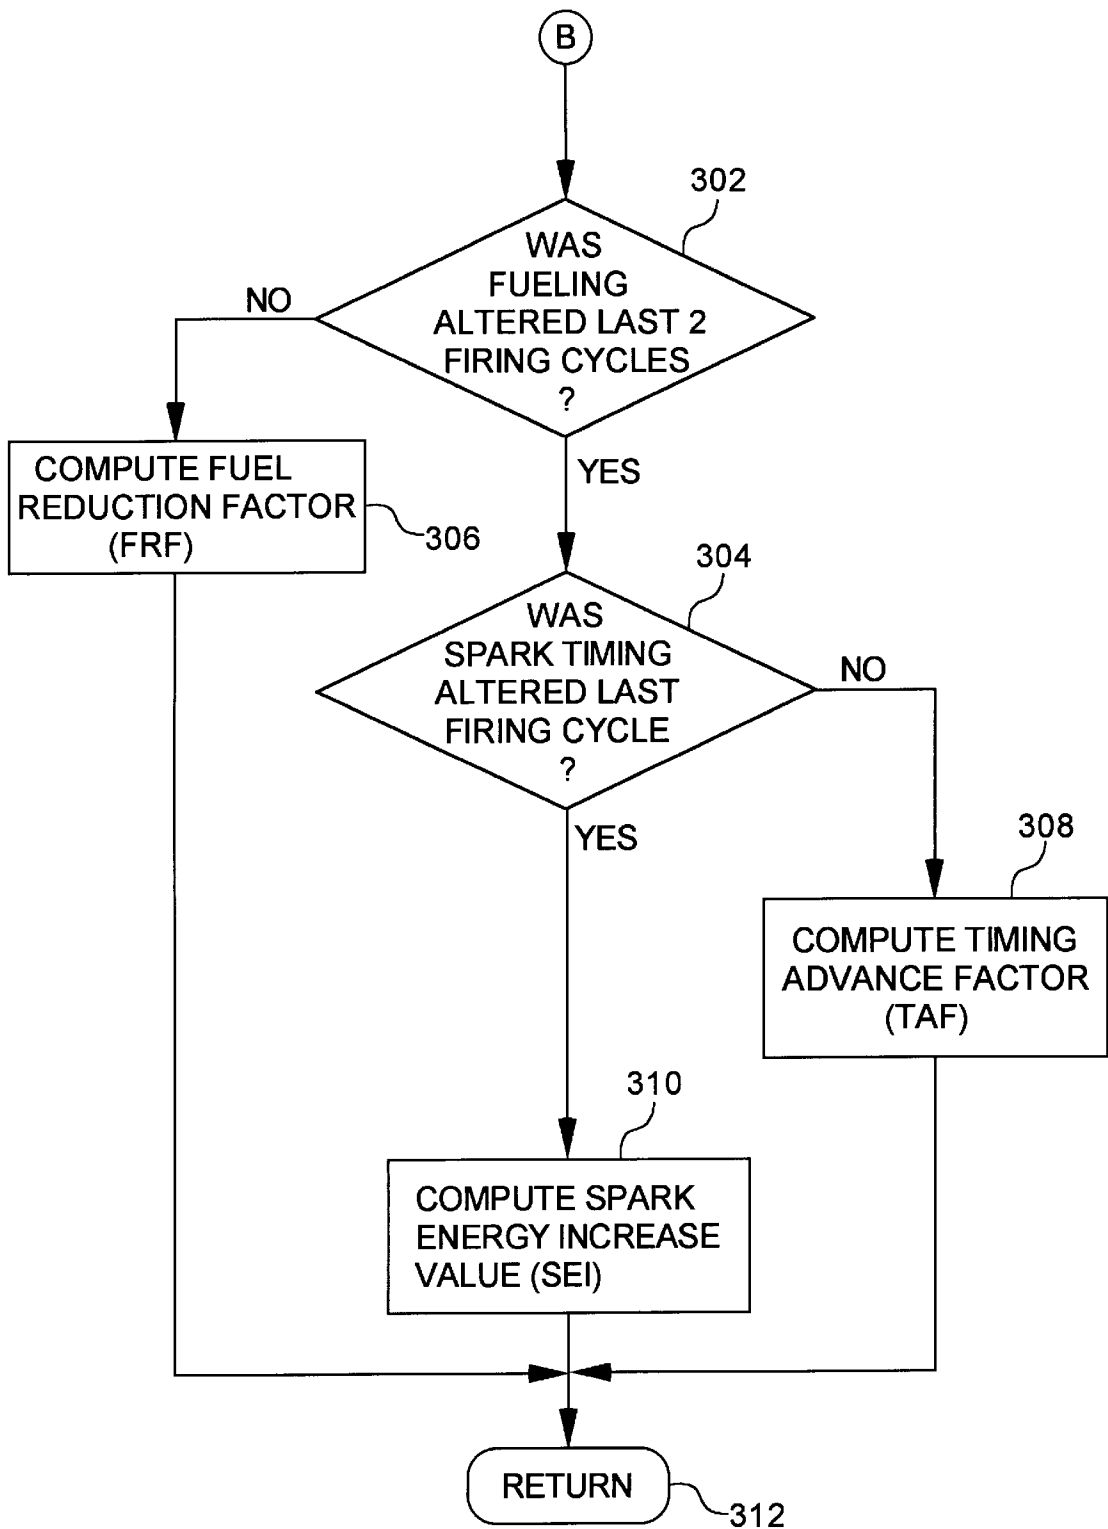 B
302
WAS
FUELING
ALTERED LAST 2
FIRING CYCLES
?
NO
YES
COMPUTE FUEL
REDUCTION FACTOR
(FRF)
306
304
WAS
SPARK TIMING
ALTERED LAST
FIRING CYCLE
?
NO
YES
308
COMPUTE TIMING
ADVANCE FACTOR
(TAF)
310
COMPUTE SPARK
ENERGY INCREASE
VALUE (SEI)
RETURN
312